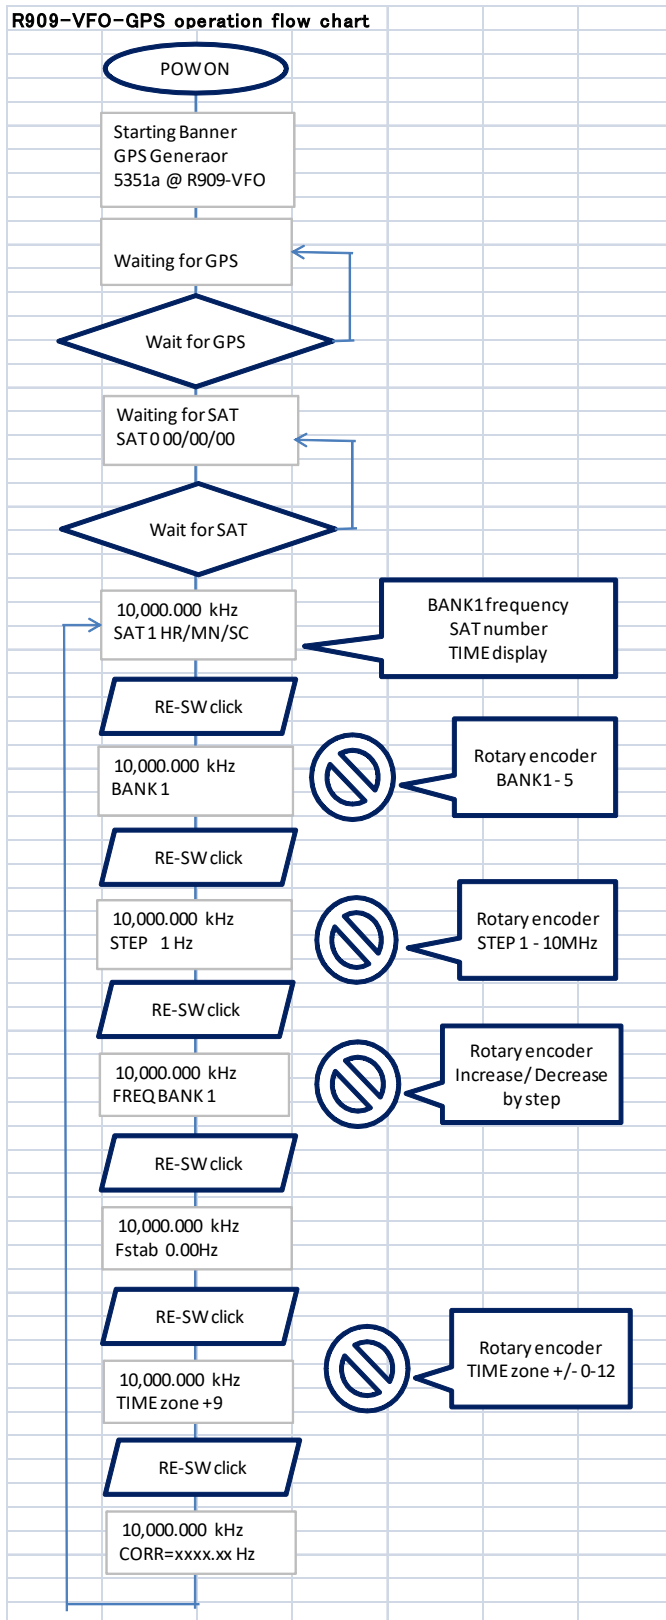 R909-VFO-GPS operation flow chart
POW ON
Starting Banner
GPS Generaor
5351a @ R909-VFO
Waiting for GPS
Wait for GPS
Waiting for SAT
SAT 0 00/00/00
Wait for SAT
10,000.000 kHz
SAT 1 HR/MN/SC
BANK1 frequency
SAT number
TIME display
RE-SW click
10,000.000 kHz
BANK 1
Rotary encoder
BANK1 - 5
RE-SW click
10,000.000 kHz
STEP 1 Hz
Rotary encoder
STEP 1 - 10MHz
RE-SW click
10,000.000 kHz
FREQ BANK 1
Rotary encoder
Increase/ Decrease
by step
RE-SW click
10,000.000 kHz
Fstab 0.00Hz
RE-SW click
10,000.000 kHz
TIME zone +9
Rotary encoder
TIME zone +/- 0-12
RE-SW click
10,000.000 kHz
CORR=xxxx.xx Hz